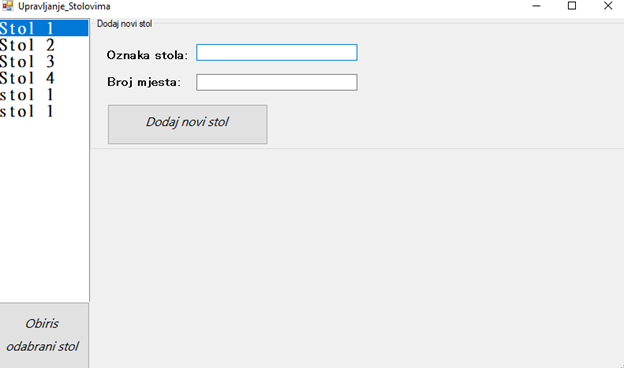 Upravljanje_Stolovima
Stol 1
Stol 2
Stol 3
Stol 4
stol 1
stol 1
Dodaj novi stol
Oznaka stola:
Broj mjesta:
Dodaj novi stol
Obiris
odabrani stol